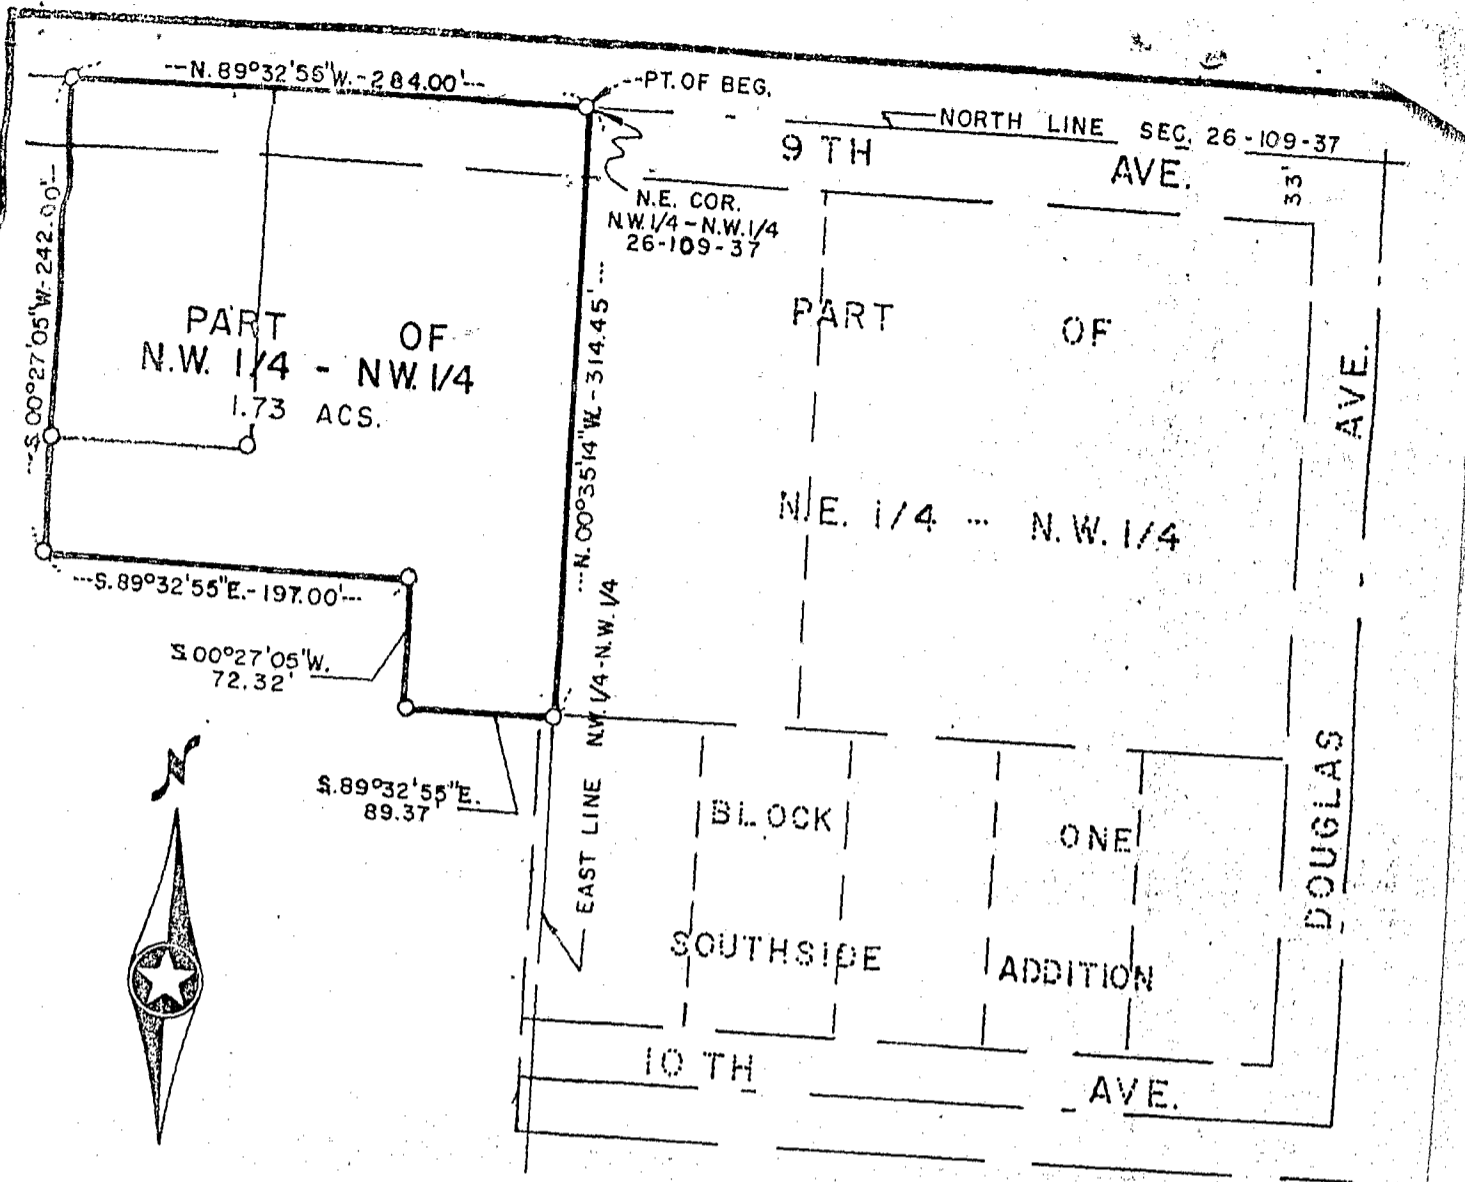 ---N. 89°32'55"W.-284.00'---
---PT. OF BEG.
NORTH LINE SEC. 26-109-37
9 TH AVE.
33'
N.E. COR.
N.W.1/4-N.W.1/4
26-109-37
---S.00°27'05"W.-242.00'---
PART OF
N.W. 1/4 - N.W. 1/4
1.73 ACS.
---N.00°35'14"W.-314.45'---
PART OF
N.E. 1/4 --- N.W. 1/4
DOUGLAS AVE.
---S.89°32'55"E.-197.00'---
S.00°27'05"W.
72.32'
S.89°32'55"E.
89.37'
EAST LINE N.W.1/4-N.W.1/4
N
BLOCK ONE
SOUTHSIDE ADDITION
10 TH AVE.